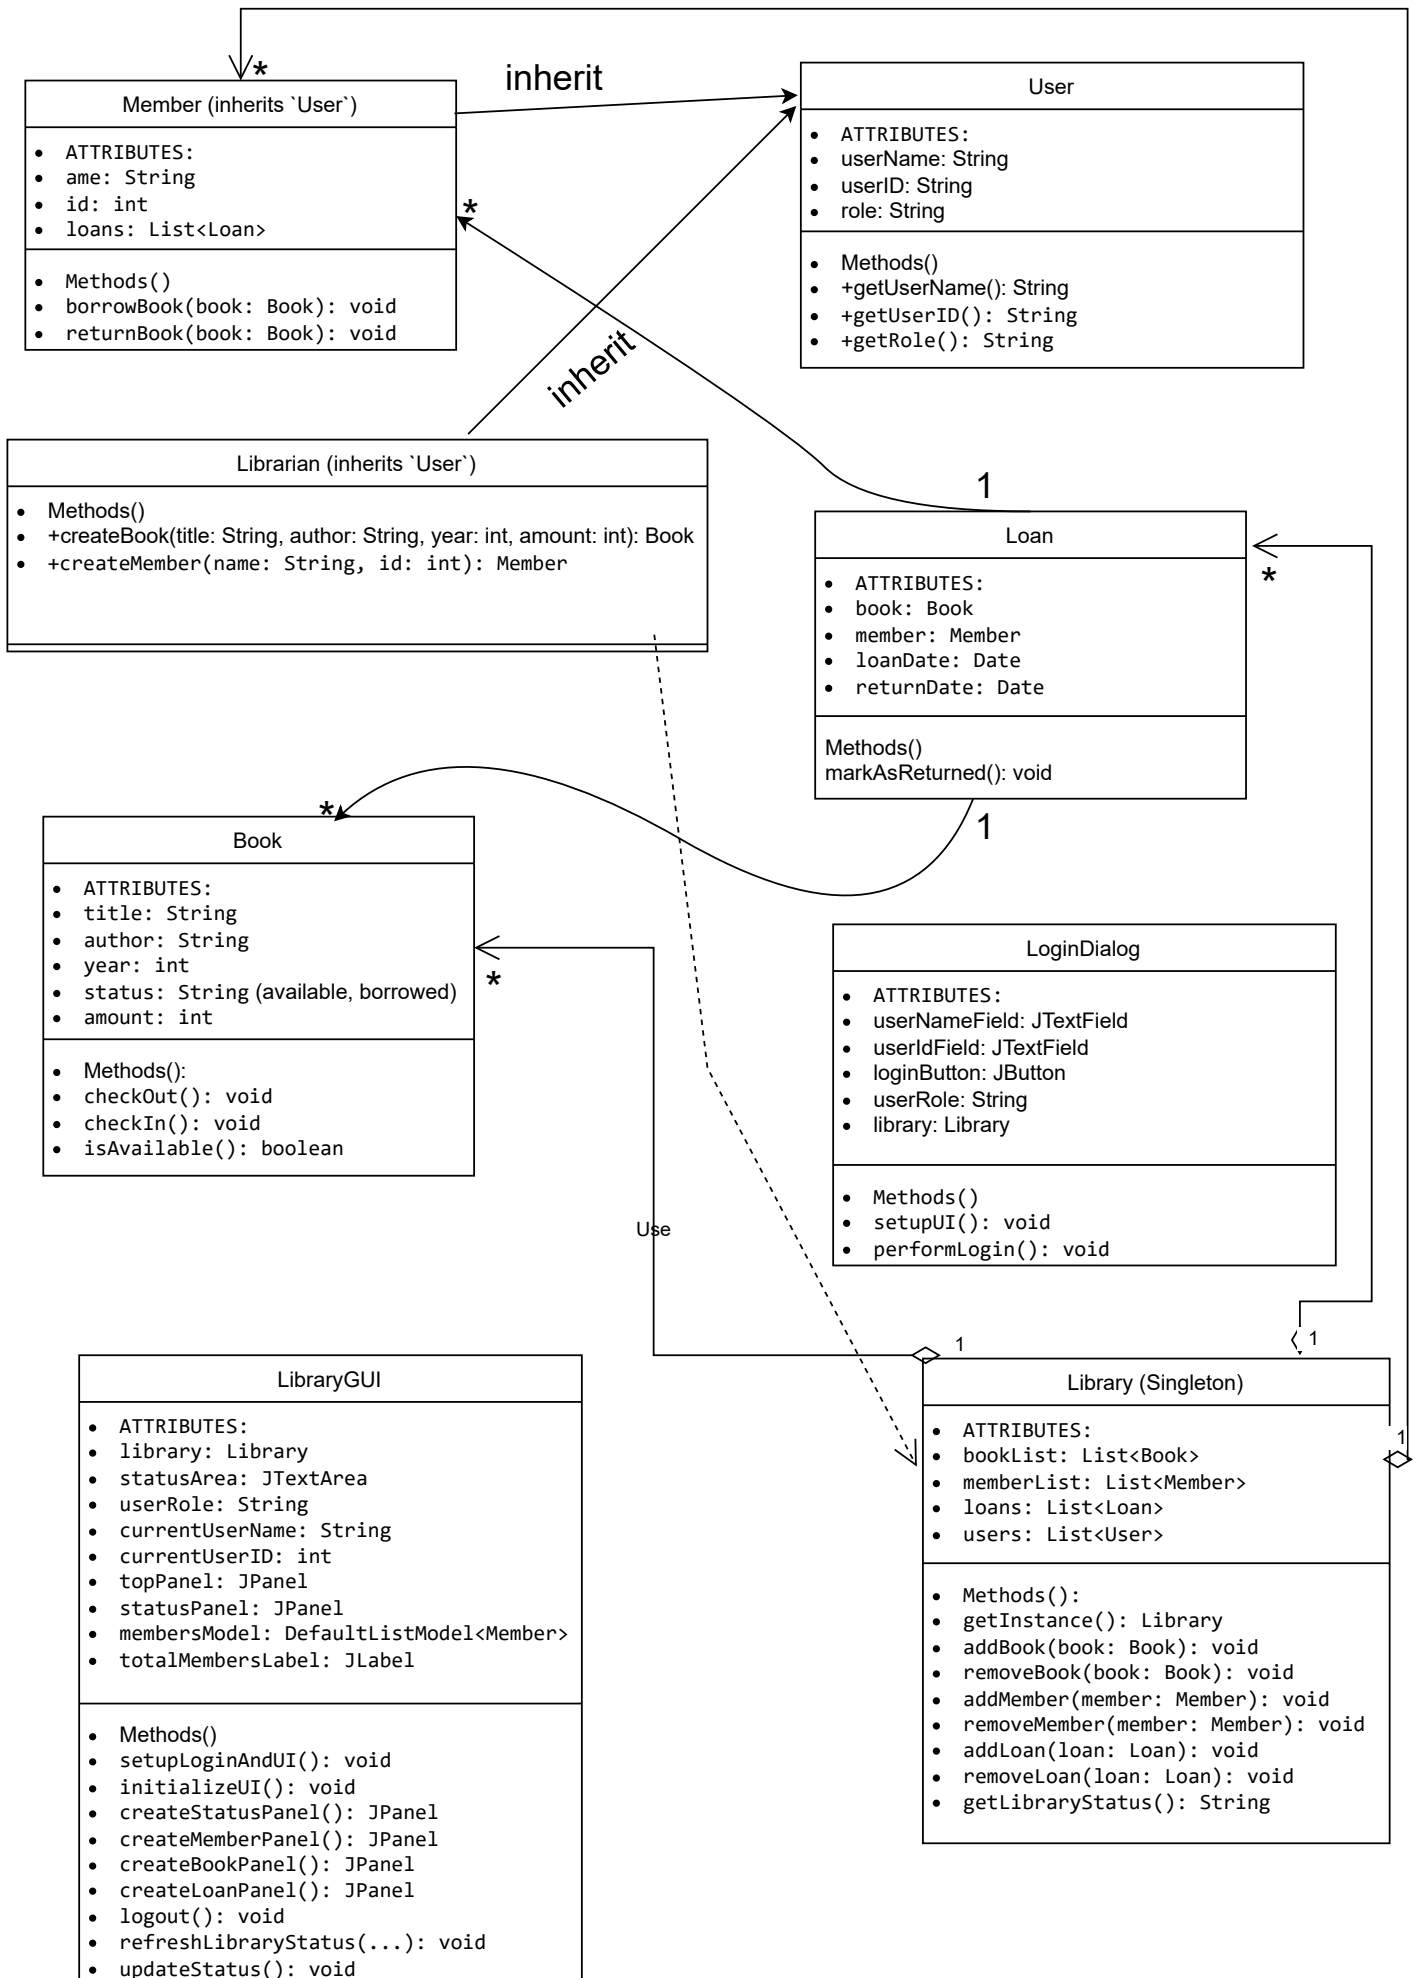 *
Member (inherits `User`)
ATTRIBUTES:
ame: String
id: int
loans: List<Loan>
Methods()
borrowBook(book: Book): void
returnBook(book: Book): void
inherit
User
ATTRIBUTES:
userName: String
userID: String
role: String
Methods()
+getUserName(): String
+getUserID(): String
+getRole(): String
*
inherit
Librarian (inherits `User`)
Methods()
+createBook(title: String, author: String, year: int, amount: int): Book
+createMember(name: String, id: int): Member
1
Loan
ATTRIBUTES:
book: Book
member: Member
loanDate: Date
returnDate: Date
Methods()
markAsReturned(): void
*
1
*
Book
ATTRIBUTES:
title: String
author: String
year: int
status: String (available, borrowed)
amount: int
Methods():
checkOut(): void
checkIn(): void
isAvailable(): boolean
*
LoginDialog
ATTRIBUTES:
userNameField: JTextField
userIdField: JTextField
loginButton: JButton
userRole: String
library: Library
Methods()
setupUI(): void
performLogin(): void
Use
1
1
LibraryGUI
ATTRIBUTES:
library: Library
statusArea: JTextArea
userRole: String
currentUserName: String
currentUserID: int
topPanel: JPanel
statusPanel: JPanel
membersModel: DefaultListModel<Member>
totalMembersLabel: JLabel
Methods()
setupLoginAndUI(): void
initializeUI(): void
createStatusPanel(): JPanel
createMemberPanel(): JPanel
createBookPanel(): JPanel
createLoanPanel(): JPanel
logout(): void
refreshLibraryStatus(...): void
updateStatus(): void
Library (Singleton)
ATTRIBUTES:
bookList: List<Book>
memberList: List<Member>
loans: List<Loan>
users: List<User>
1
Methods():
getInstance(): Library
addBook(book: Book): void
removeBook(book: Book): void
addMember(member: Member): void
removeMember(member: Member): void
addLoan(loan: Loan): void
removeLoan(loan: Loan): void
getLibraryStatus(): String